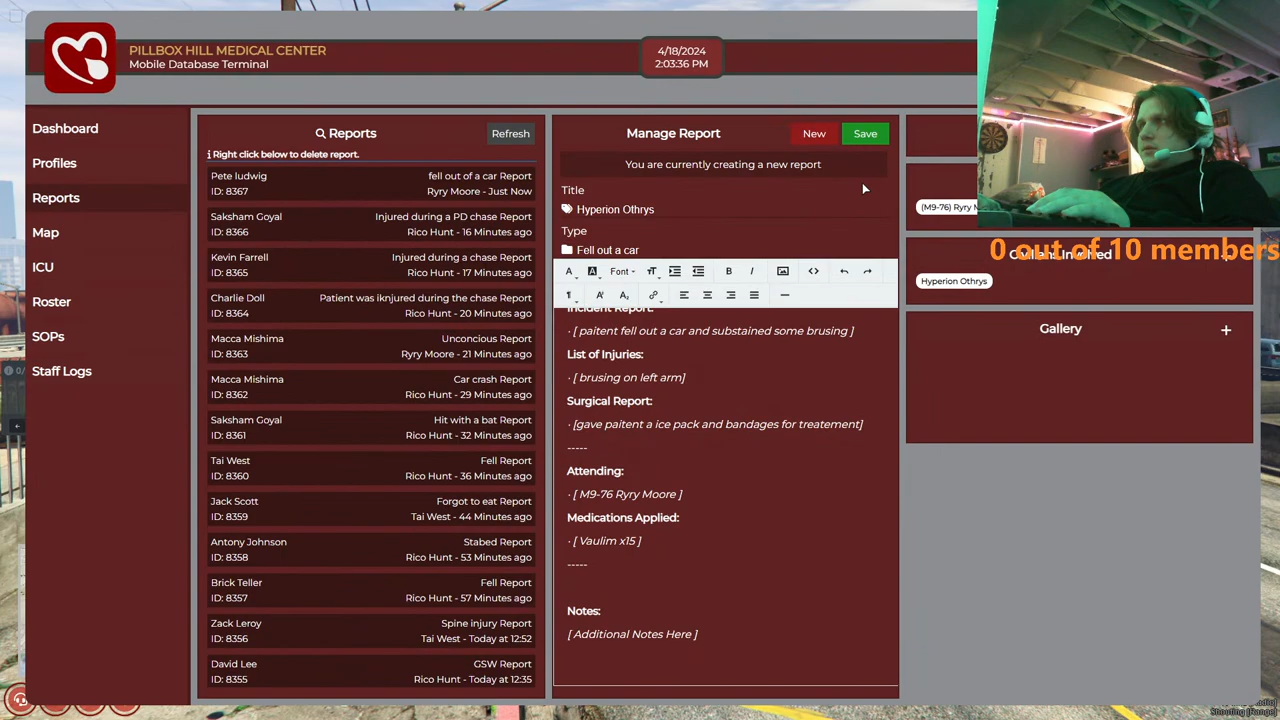 PILLBOX HILL MEDICAL CENTER
Mobile Database Terminal
4/18/2024
2:03:36 PM
Dashboard
Profiles
Reports
Map
ICU
Roster
SOPs
Staff Logs
Reports
Refresh
Right click below to delete report.
Pete ludwig fell out of a car Report
ID: 8367 Ryry Moore - Just Now
Saksham Goyal Injured during a PD chase Report
ID: 8366 Rico Hunt - 16 Minutes ago
Kevin Farrell Injured during a chase Report
ID: 8365 Rico Hunt - 17 Minutes ago
Charlie Doll Patient was iknjured during the chase Report
ID: 8364 Rico Hunt - 20 Minutes ago
Macca Mishima Unconcious Report
ID: 8363 Ryry Moore - 21 Minutes ago
Macca Mishima Car crash Report
ID: 8362 Rico Hunt - 29 Minutes ago
Saksham Goyal Hit with a bat Report
ID: 8361 Rico Hunt - 32 Minutes ago
Tai West Fell Report
ID: 8360 Rico Hunt - 36 Minutes ago
Jack Scott Forgot to eat Report
ID: 8359 Tai West - 44 Minutes ago
Antony Johnson Stabed Report
ID: 8358 Rico Hunt - 53 Minutes ago
Brick Teller Fell Report
ID: 8357 Rico Hunt - 57 Minutes ago
Zack Leroy Spine injury Report
ID: 8356 Tai West - Today at 12:52
David Lee GSW Report
ID: 8355 Rico Hunt - Today at 12:35
Manage Report
New
Save
You are currently creating a new report
Title
Hyperion Othrys
Type
Fell out a car
Font
Incident Report:
· [ paitent fell out a car and substained some brusing ]
List of Injuries:
· [ brusing on left arm]
Surgical Report:
· [gave paitent a ice pack and bandages for treatement]
-----
Attending:
· [ M9-76 Ryry Moore ]
Medications Applied:
· [ Vaulim x15 ]
-----
Notes:
[ Additional Notes Here ]
(M9-76) Ryry
0 out of 10 members
Civilians Involved
Hyperion Othrys
Gallery